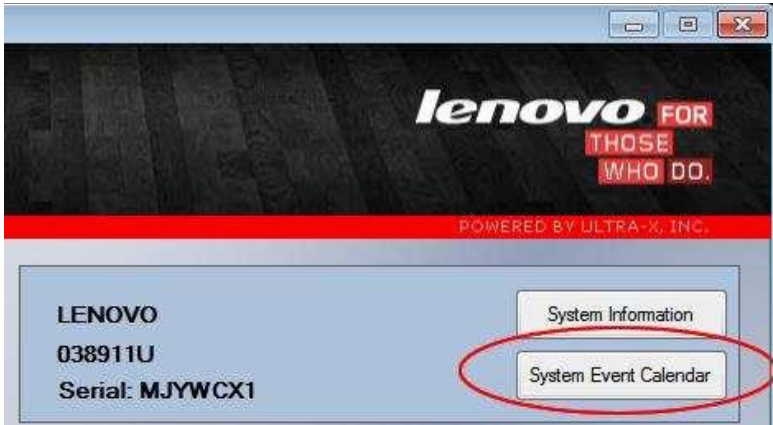 lenovo FOR
THOSE
WHO DO.
POWERED BY ULTRA-X, INC.
LENOVO
System Information
038911U
System Event Calendar
Serial: MJYWCX1